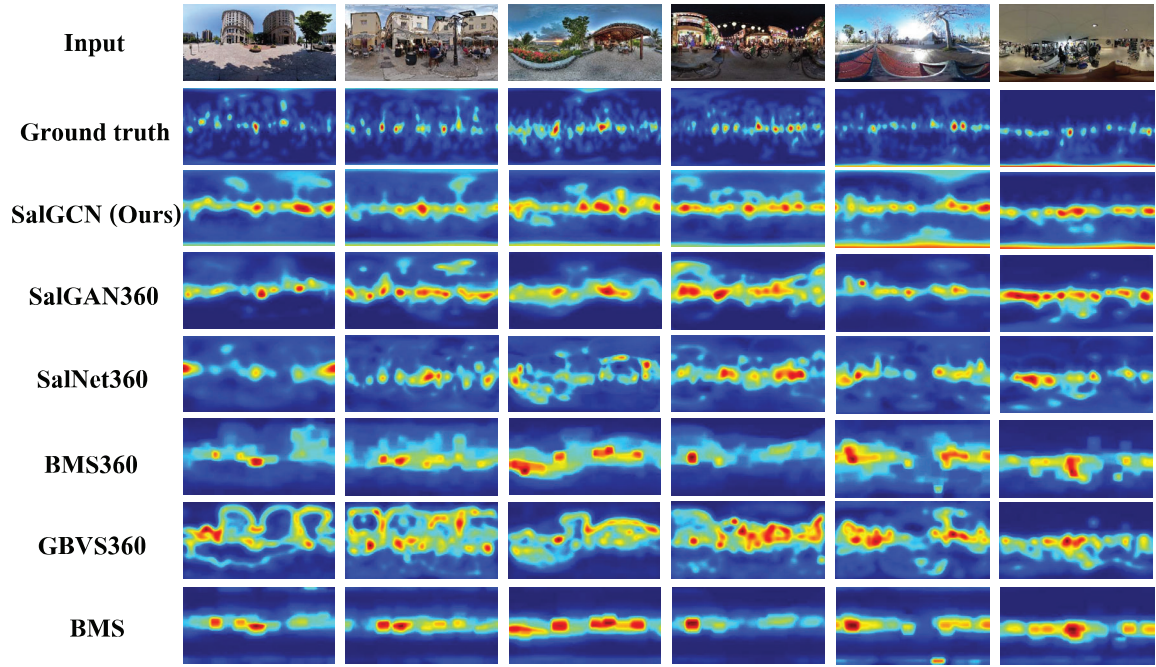 Input
Ground truth
SalGCN (Ours)
SalGAN360
SalNet360
BMS360
GBVS360
BMS